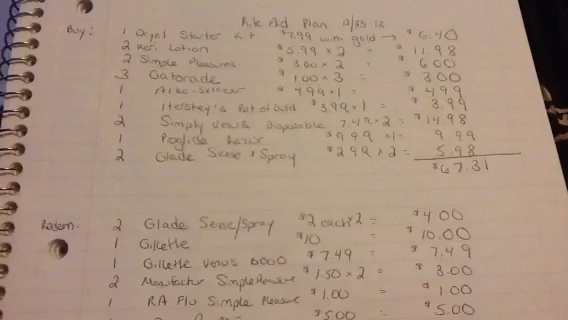 Rite Aid Plan 12/23-12
Buy: 1 Oral Starter Kit $7.99 with gold → $6.40
2 Keri Lotion $5.99 × 2 = $11.98
2 Simple Pleasures $3.00 × 2 = $6.00
3 Gatorade $1.00 × 3 = $3.00
1 Alka-Seltzer $4.99 × 1 = $4.99
1 Hershey's Pot of Gold $3.99 × 1 = $3.99
2 Simply Venus Disposable 7.49 × 2 = $14.98
1 Razor $9.99 × 1 = 9.99
2 Glade Sense & Spray $2.99 × 2 = 5.98
$67.31
Redeem: 2 Glade Sense/Spray $2 each × 2 = $4.00
1 Gillette $10 = $10.00
1 Gillette Venus $7.49 = $7.49
2 Manufactur Simple Pleasure $1.50 × 2 = $3.00
1 RA Flu Simple Pleasure $1.00 = $1.00
$5.00 = $5.00